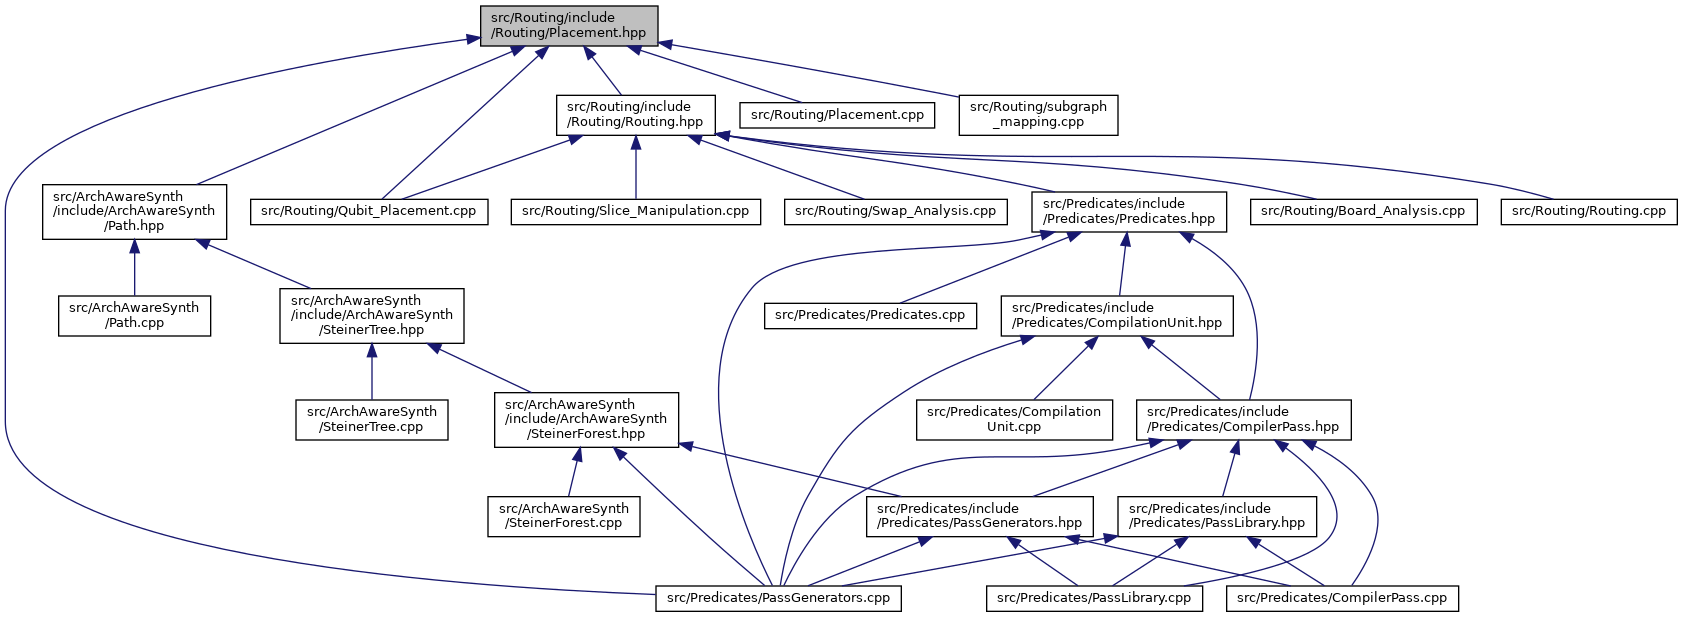 src/Routing/include
/Routing/Placement.hpp
src/Routing/include
/Routing/Routing.hpp
src/Routing/Placement.cpp
src/Routing/subgraph
_mapping.cpp
src/ArchAwareSynth
/include/ArchAwareSynth
/Path.hpp
src/Routing/Qubit_Placement.cpp
src/Routing/Slice_Manipulation.cpp
src/Routing/Swap_Analysis.cpp
src/Predicates/include
/Predicates/Predicates.hpp
src/Routing/Board_Analysis.cpp
src/Routing/Routing.cpp
src/ArchAwareSynth
/Path.cpp
src/ArchAwareSynth
/include/ArchAwareSynth
/SteinerTree.hpp
src/Predicates/Predicates.cpp
src/Predicates/include
/Predicates/CompilationUnit.hpp
src/ArchAwareSynth
/SteinerTree.cpp
src/ArchAwareSynth
/include/ArchAwareSynth
/SteinerForest.hpp
src/Predicates/Compilation
Unit.cpp
src/Predicates/include
/Predicates/CompilerPass.hpp
src/ArchAwareSynth
/SteinerForest.cpp
src/Predicates/include
/Predicates/PassGenerators.hpp
src/Predicates/include
/Predicates/PassLibrary.hpp
src/Predicates/PassGenerators.cpp
src/Predicates/PassLibrary.cpp
src/Predicates/CompilerPass.cpp